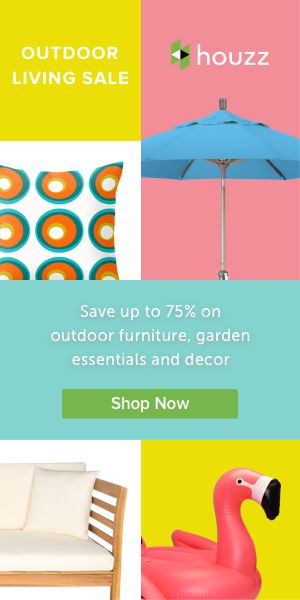 OUTDOOR
LIVING SALE
houzz
Save up to 75% on
outdoor furniture, garden
essentials and decor
Shop Now